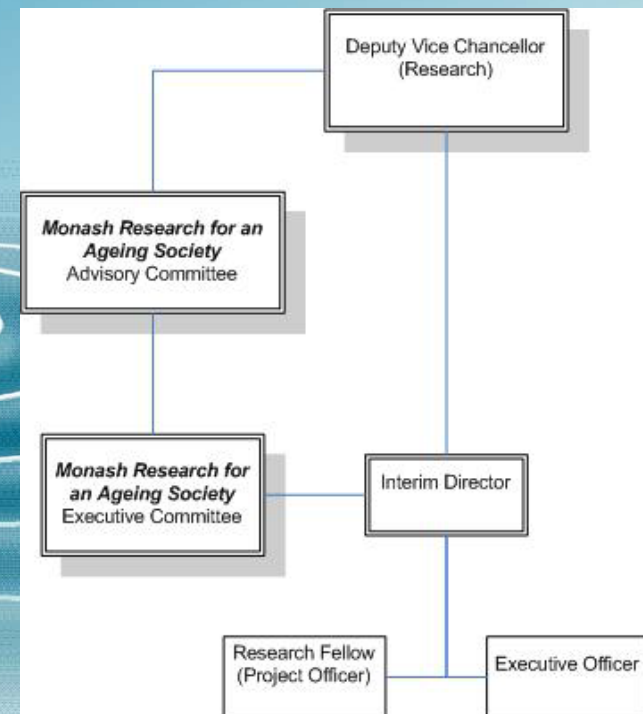 Deputy Vice Chancellor
(Research)
Monash Research for an
Ageing Society
Advisory Committee
Monash Research for
an Ageing Society
Executive Committee
Interim Director
Research Fellow
(Project Officer)
Executive Officer